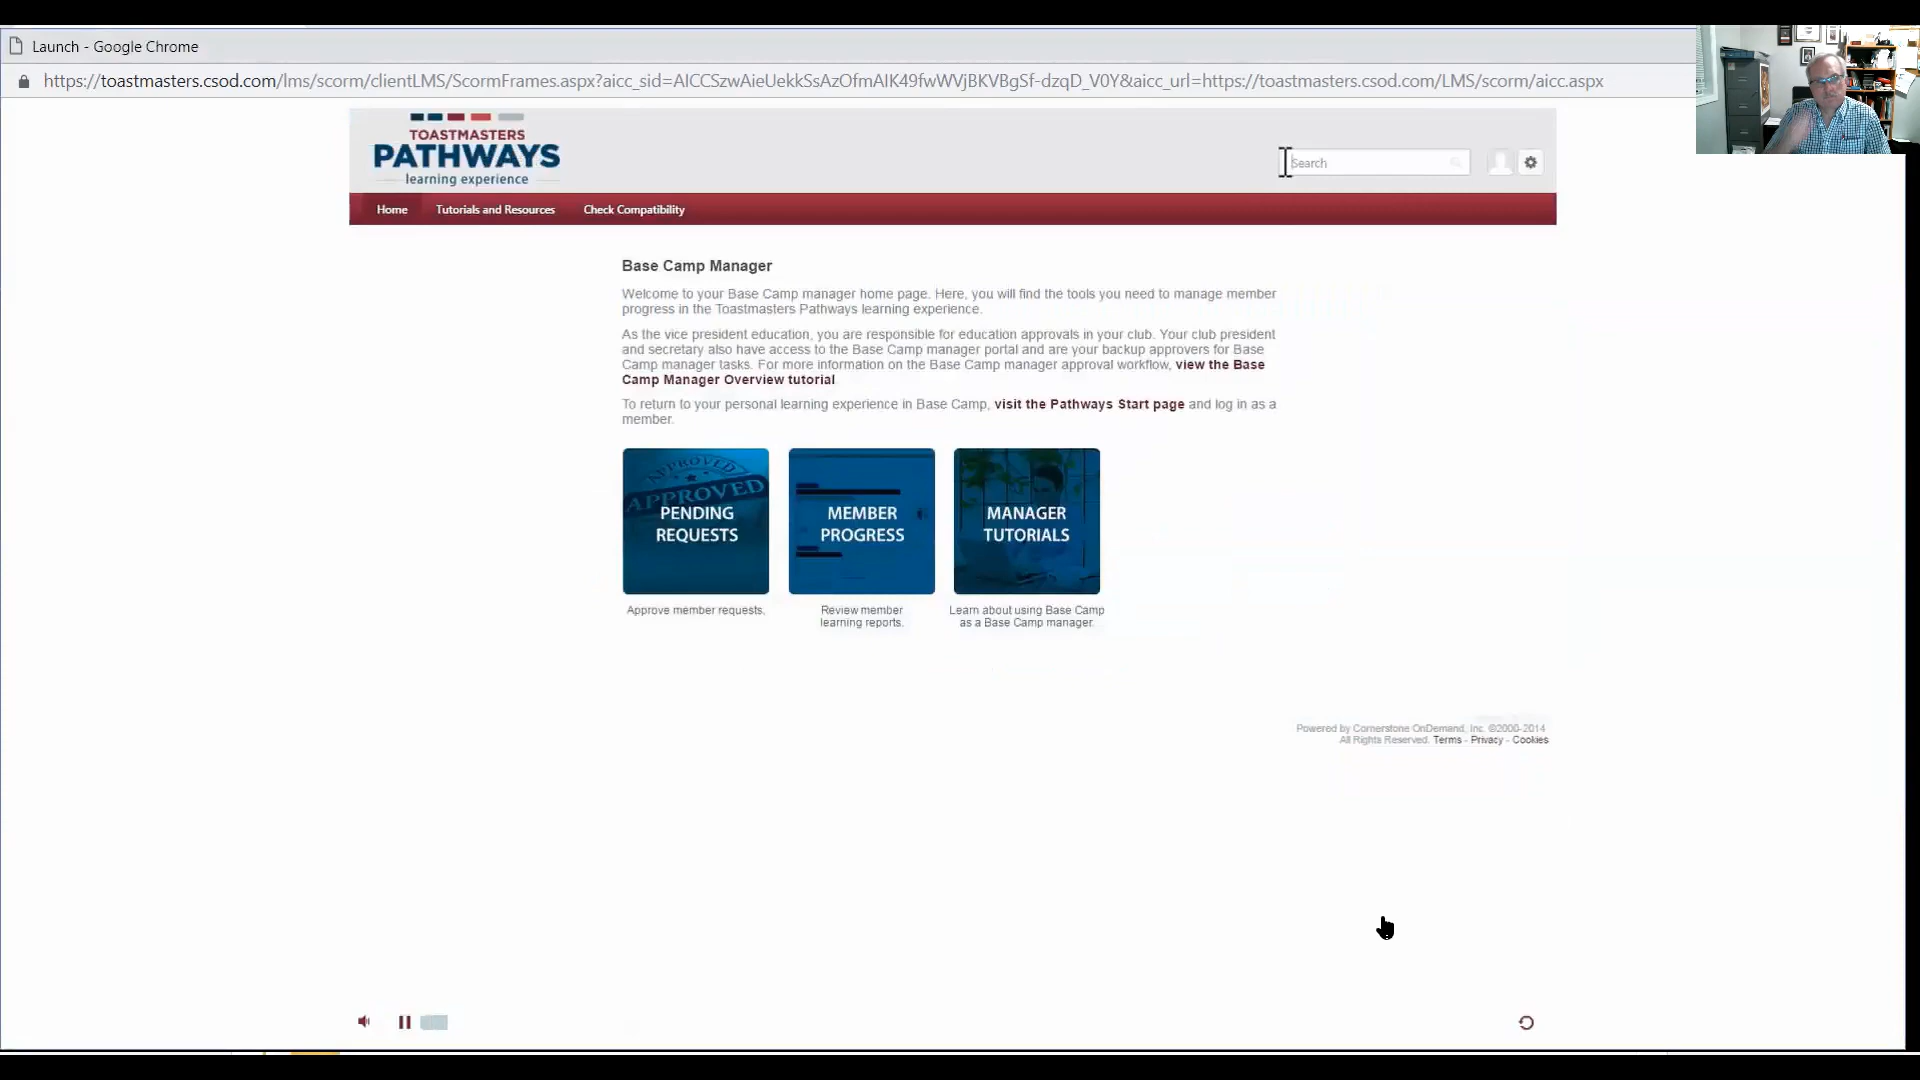 Launch - Google Chrome
https://toastmasters.csod.com/lms/scorm/clientLMS/ScormFrames.aspx?aicc_sid=AICCSzwAieUekkSsAzOfmAIK49fwWVjBKVBgSf-dzqD_V0Y&aicc_url=https://toastmasters.csod.com/LMS/scorm/aicc.aspx
TOASTMASTERS
PATHWAYS
learning experience
Search
Home Tutorials and Resources Check Compatibility
Base Camp Manager
Welcome to your Base Camp manager home page. Here, you will find the tools you need to manage member
progress in the Toastmasters Pathways learning experience.
As the vice president education, you are responsible for education approvals in your club. Your club president
and secretary also have access to the Base Camp manager portal and are your backup approvers for Base
Camp manager tasks. For more information on the Base Camp manager approval workflow, view the Base
Camp Manager Overview tutorial
To return to your personal learning experience in Base Camp, visit the Pathways Start page and log in as a
member.
APPROVED
APPROVED
PENDING
REQUESTS
MEMBER
PROGRESS
MANAGER
TUTORIALS
Approve member requests.
Review member
learning reports.
Learn about using Base Camp
as a Base Camp manager.
Powered by Cornerstone OnDemand, Inc. ©2000-2014
All Rights Reserved. Terms - Privacy - Cookies